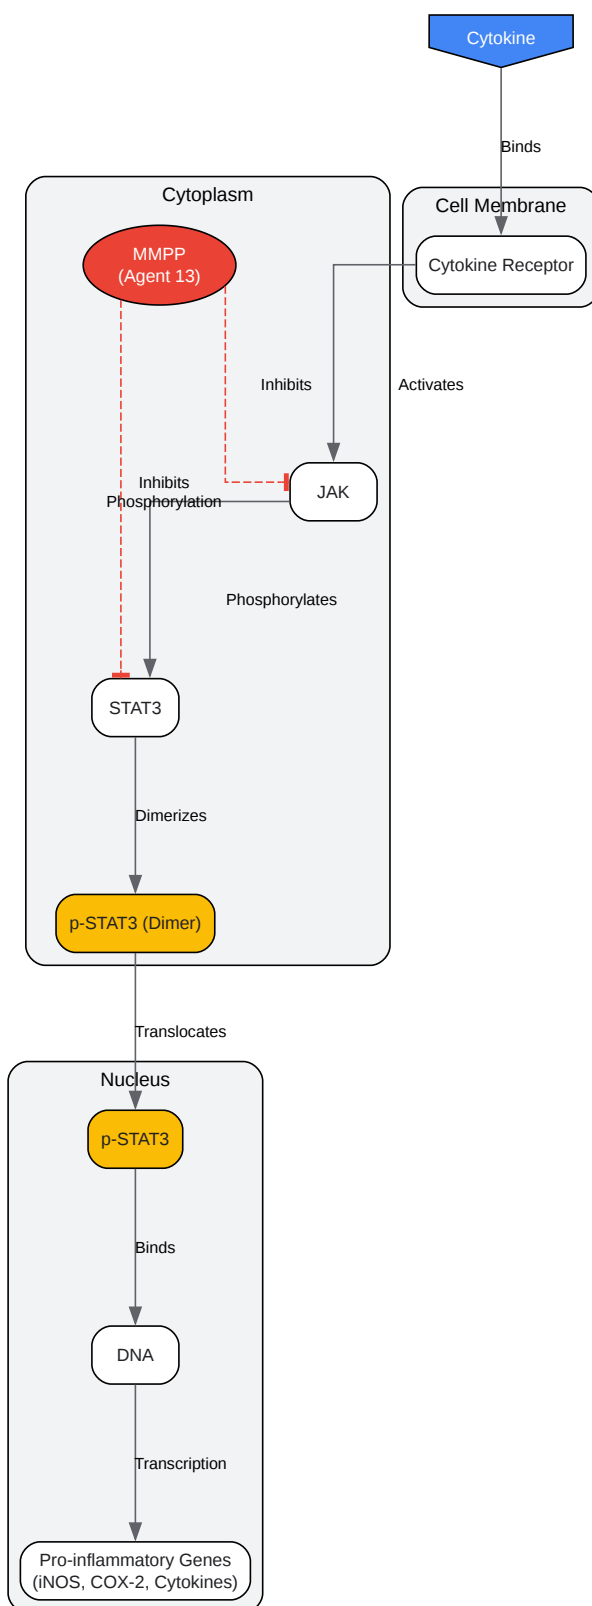 Cytokine
Binds
Cytoplasm
Cell Membrane
MMPP
(Agent 13)
Cytokine Receptor
Inhibits
Activates
Inhibits
Phosphorylation
JAK
Phosphorylates
STAT3
Dimerizes
p-STAT3 (Dimer)
Translocates
Nucleus
p-STAT3
Binds
DNA
Transcription
Pro-inflammatory Genes
(iNOS, COX-2, Cytokines)